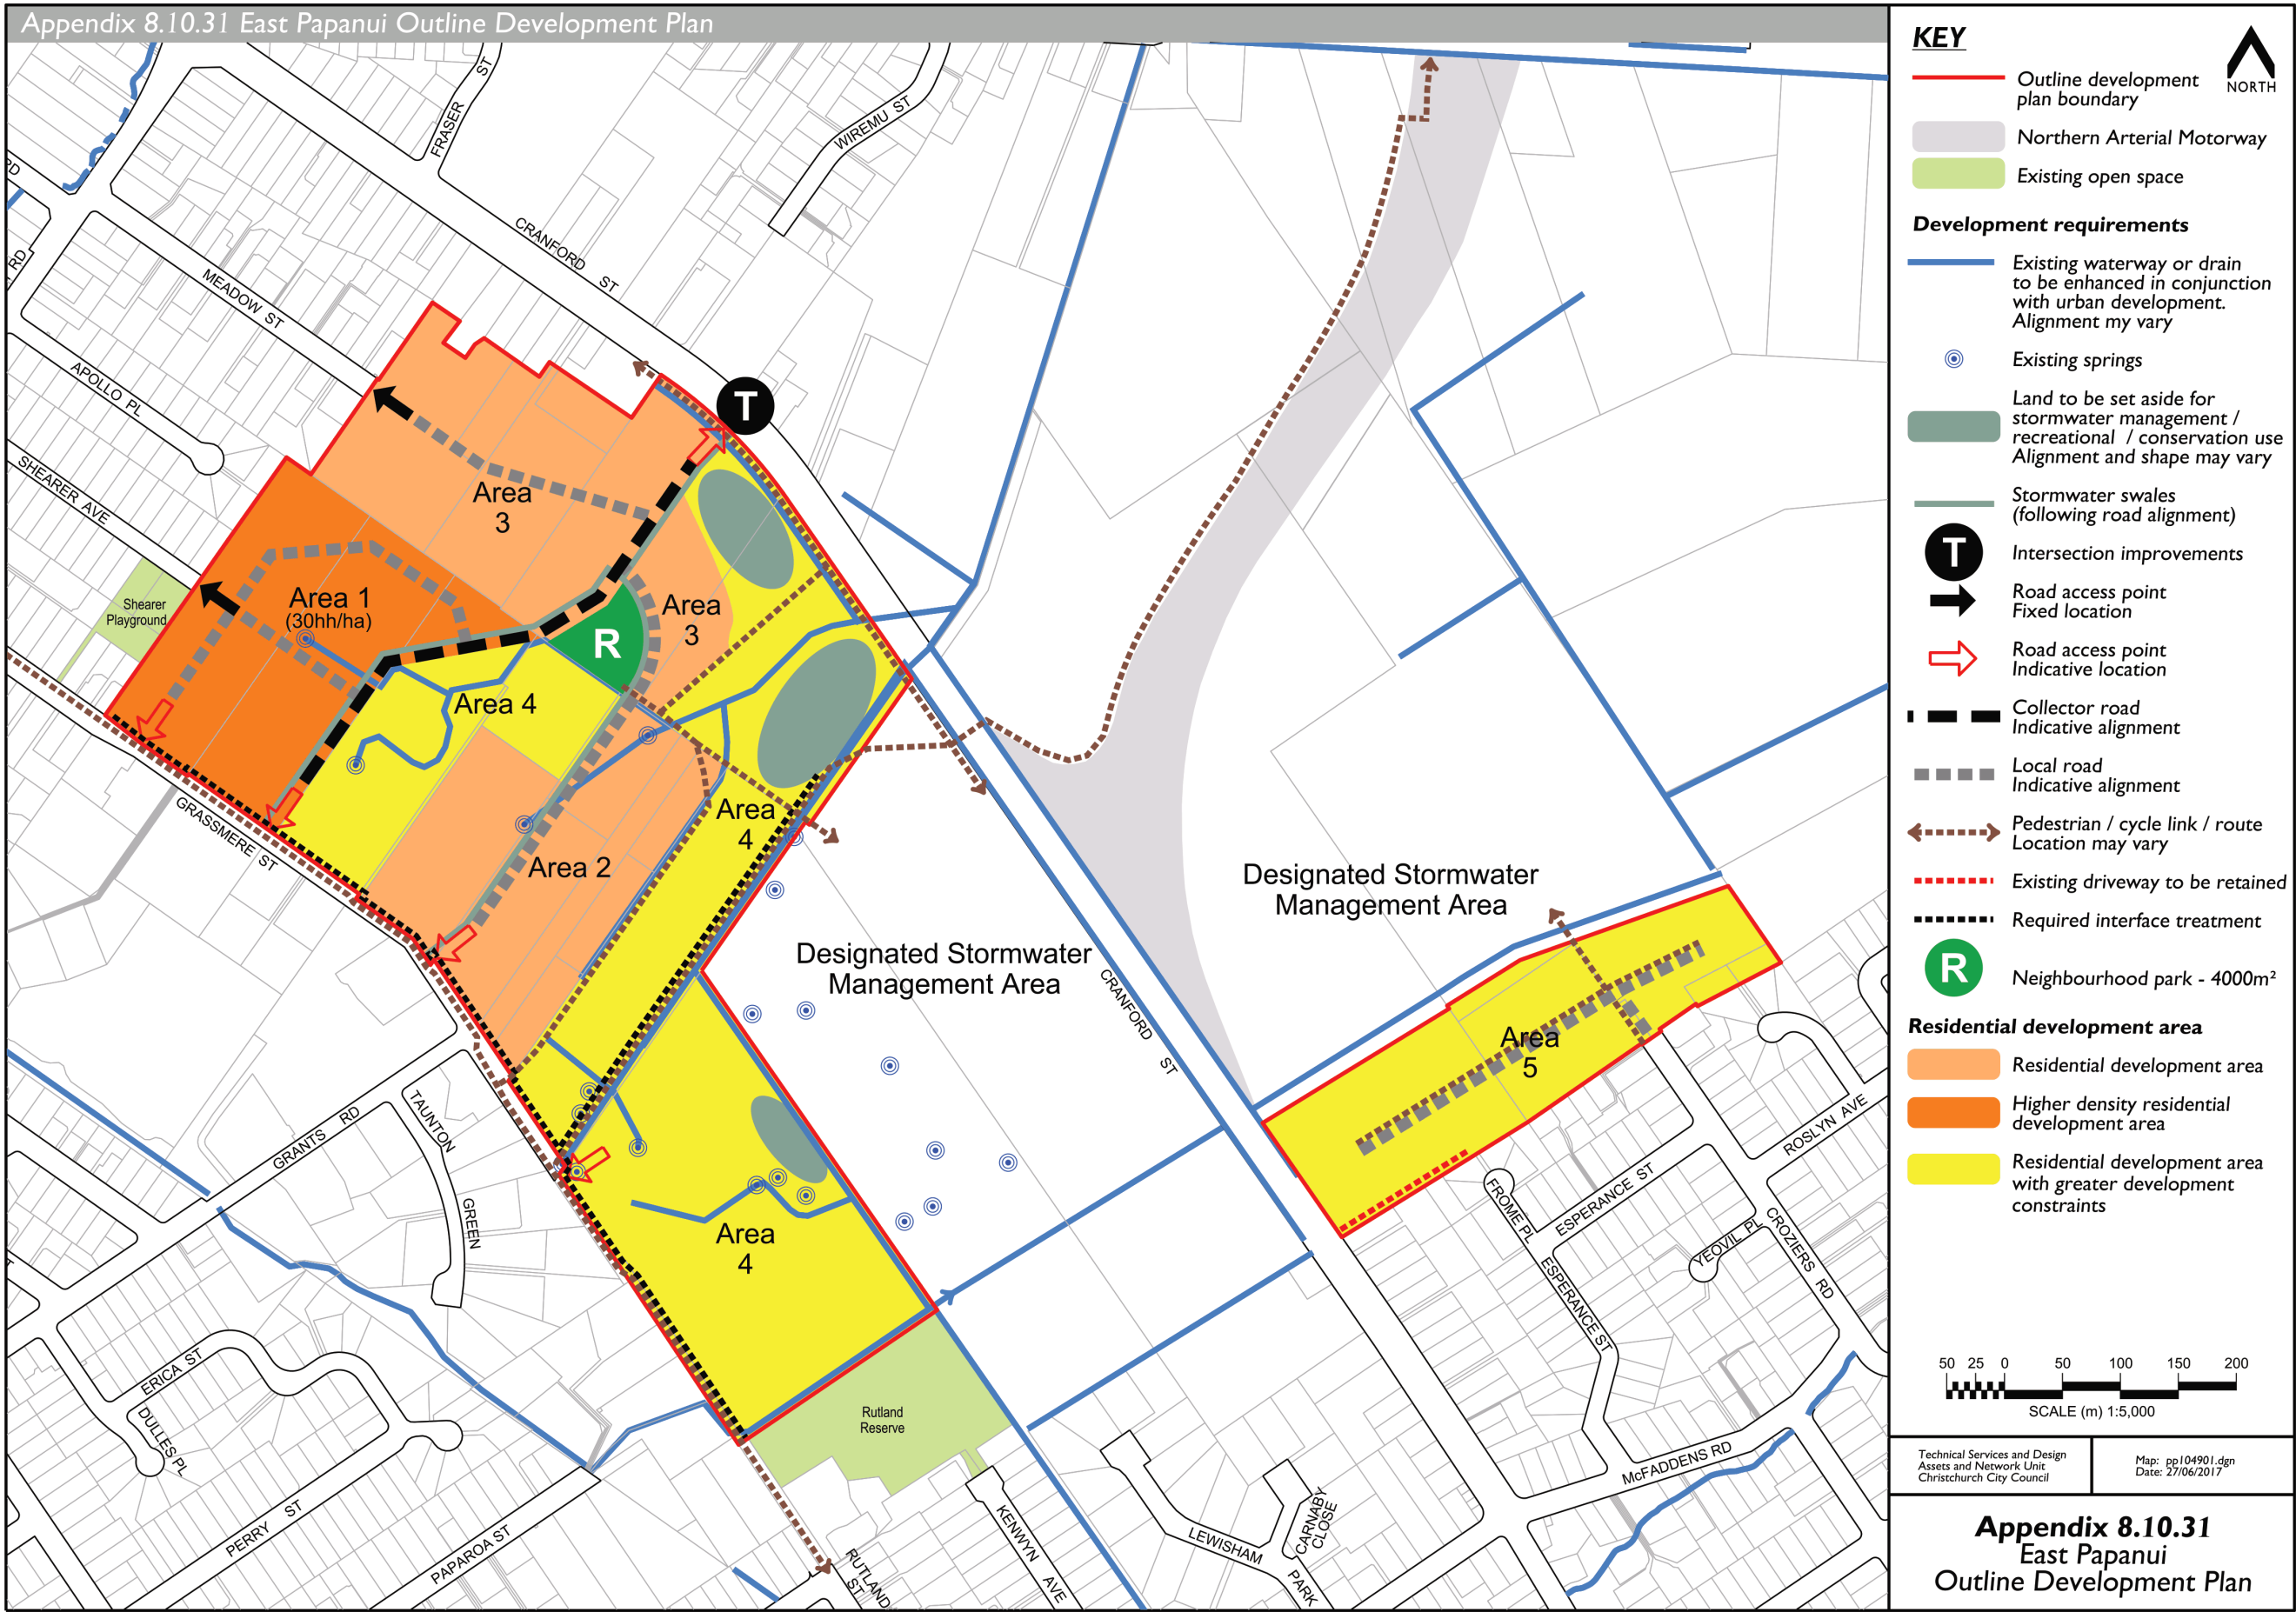 Appendix 8.10.31 East Papanui Outline Development Plan
RD
RD
FRASER ST
WIREMU ST
CRANFORD ST
MEADOW ST
APOLLO PL
SHEARER AVE
T
Area
3
Area 1
(30hh/ha)
Shearer
Playground
R
Area
3
Area 4
GRASSMERE ST
Area
4
Area 2
Designated Stormwater
Management Area
Designated Stormwater
Management Area
CRANFORD ST
Area
5
GRANTS RD
TAUNTON
GREEN
Area
4
ROSLYN AVE
FROME PL
ESPERANCE ST
ESPERANCE ST
YEOVIL PL
CROZIERS RD
ERICA ST
DULLES PL
Rutland
Reserve
PERRY ST
PAPAROA ST
RUTLAND
ST
KENWYN AVE
LEWISHAM
PARK
CARNABY
CLOSE
McFADDENS RD
KEY
NORTH
Outline development
plan boundary
Northern Arterial Motorway
Existing open space
Development requirements
Existing waterway or drain
to be enhanced in conjunction
with urban development.
Alignment my vary
Existing springs
Land to be set aside for
stormwater management /
recreational / conservation use
Alignment and shape may vary
Stormwater swales
(following road alignment)
T
Intersection improvements
Road access point
Fixed location
Road access point
Indicative location
Collector road
Indicative alignment
Local road
Indicative alignment
Pedestrian / cycle link / route
Location may vary
Existing driveway to be retained
Required interface treatment
R
Neighbourhood park - 4000m²
Residential development area
Residential development area
Higher density residential
development area
Residential development area
with greater development
constraints
50 25 0 50 100 150 200
SCALE (m) 1:5,000
Technical Services and Design
Assets and Network Unit
Christchurch City Council
Map: pp104901.dgn
Date: 27/06/2017
Appendix 8.10.31
East Papanui
Outline Development Plan